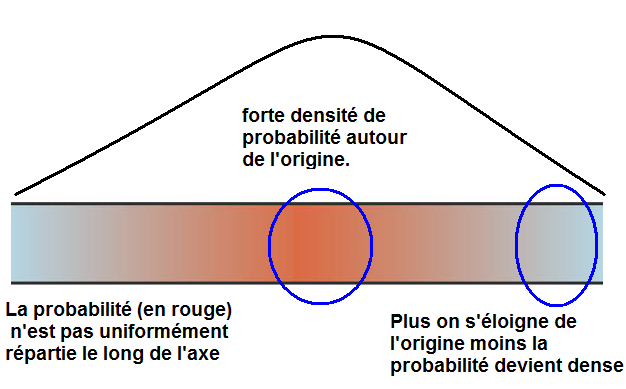 forte densité de
probabilité autour
de l'origine.
La probabilité (en rouge)
n'est pas uniformément
répartie le long de l'axe
Plus on s'éloigne de
l'origine moins la
probabilité devient dense